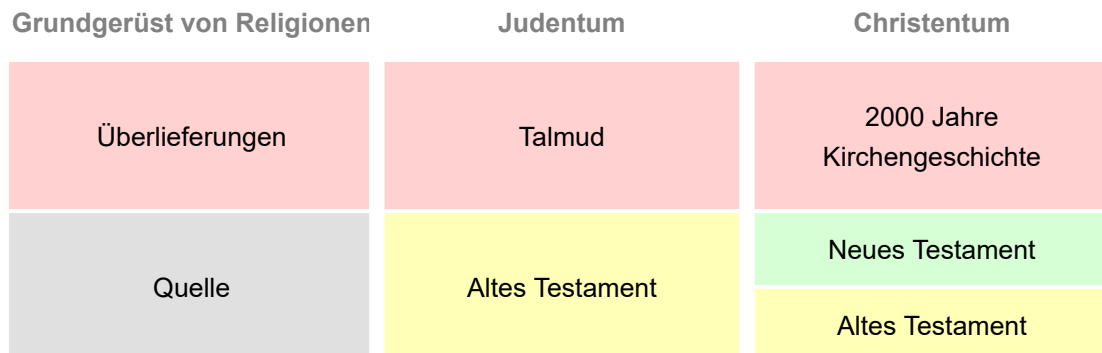 Grundgerüst von Religionen
Judentum
Christentum
Überlieferungen
Talmud
2000 Jahre
Kirchengeschichte
Quelle
Altes Testament
Neues Testament
Altes Testament